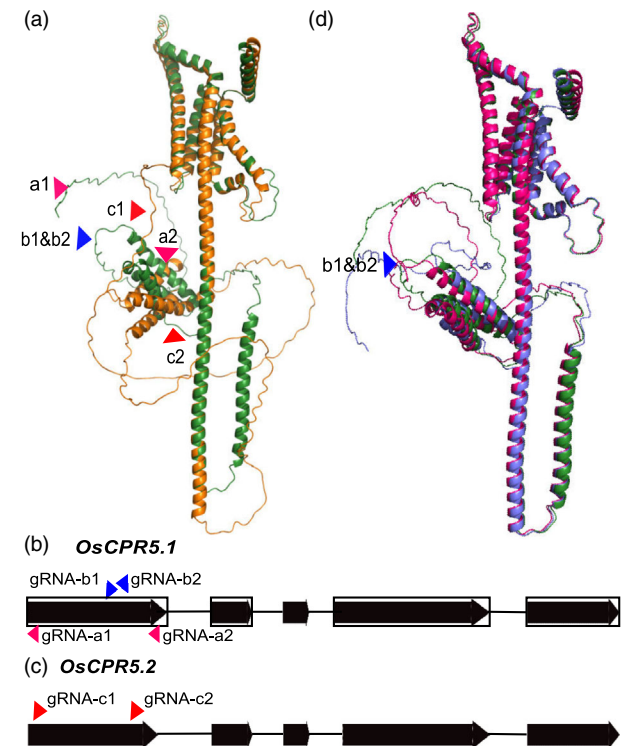 (a)
(d)
a1
c1
b1&b2
a2
c2
b1&b2
(b) OsCPR5.1
gRNA-b1 gRNA-b2
gRNA-a1 gRNA-a2
(c) OsCPR5.2
gRNA-c1 gRNA-c2